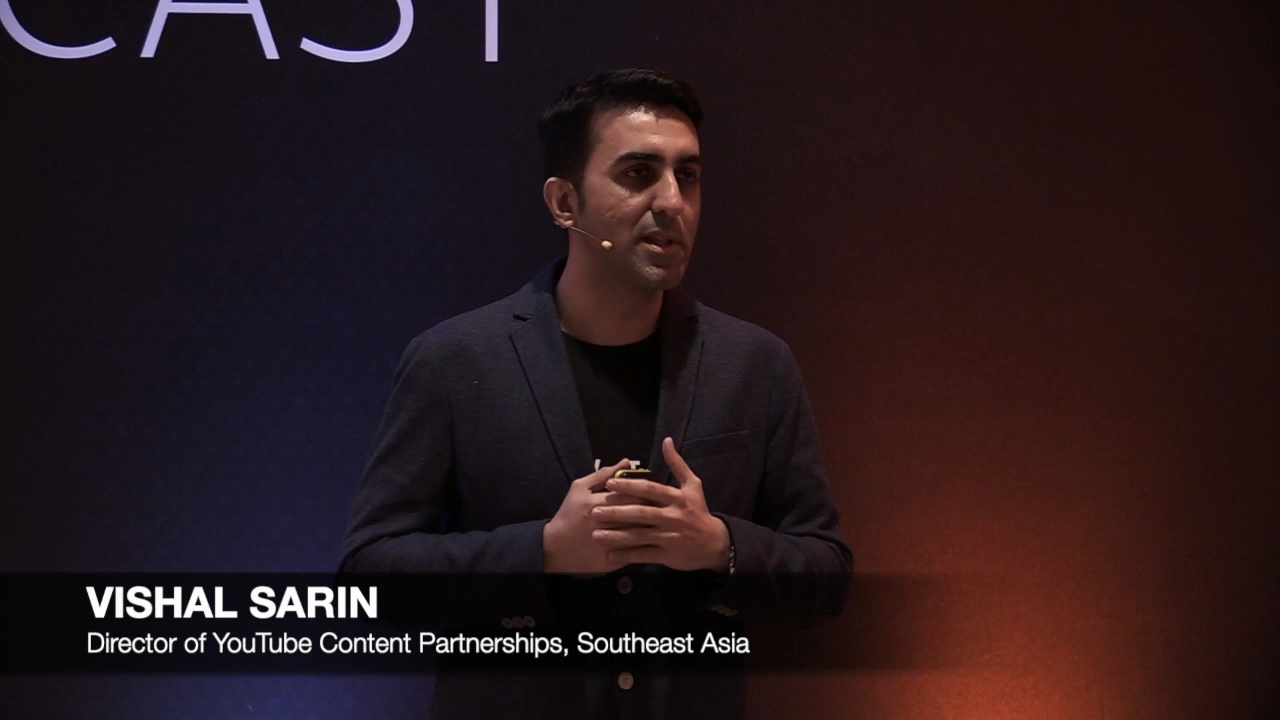 CAST
VISHAL SARIN
Director of YouTube Content Partnerships, Southeast Asia